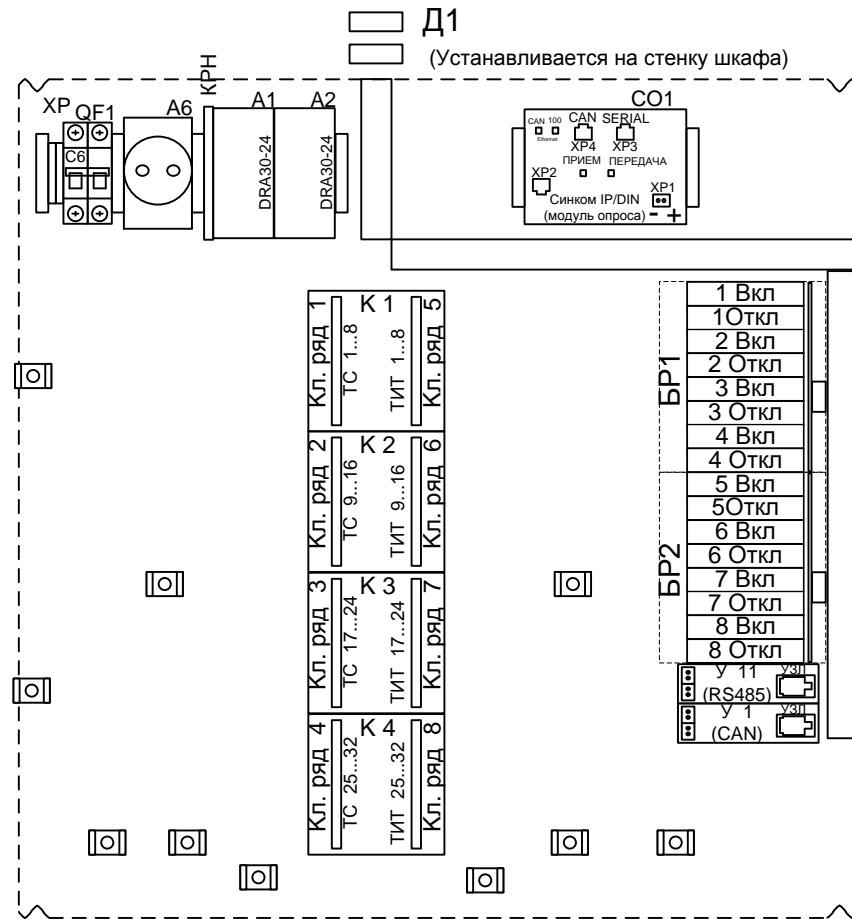 Д1
(Устанавливается на стенку шкафа)
XP
QF1
C6
A6
КРН
A1
DRA30-24
A2
DRA30-24
CO1
CAN 100
Ethernet
CAN
XP4
SERIAL
XP3
ПРИЕМ
ПЕРЕДАЧА
XP2
XP1
Синком IP/DIN
(модуль опроса)
- +
Кл. ряд 1
ТС 1...8
К 1
ТИТ 1...8
Кл. ряд 5
Кл. ряд 2
ТС 9...16
К 2
ТИТ 9...16
Кл. ряд 6
Кл. ряд 3
ТС 17...24
К 3
ТИТ 17...24
Кл. ряд 7
Кл. ряд 4
ТС 25...32
К 4
ТИТ 25...32
Кл. ряд 8
БР1
1 Вкл
1Откл
2 Вкл
2 Откл
3 Вкл
3 Откл
4 Вкл
4 Откл
БР2
5 Вкл
5Откл
6 Вкл
6 Откл
7 Вкл
7 Откл
8 Вкл
8 Откл
У 11
(RS485)
УЗЛ
У 1
(CAN)
УЗЛ